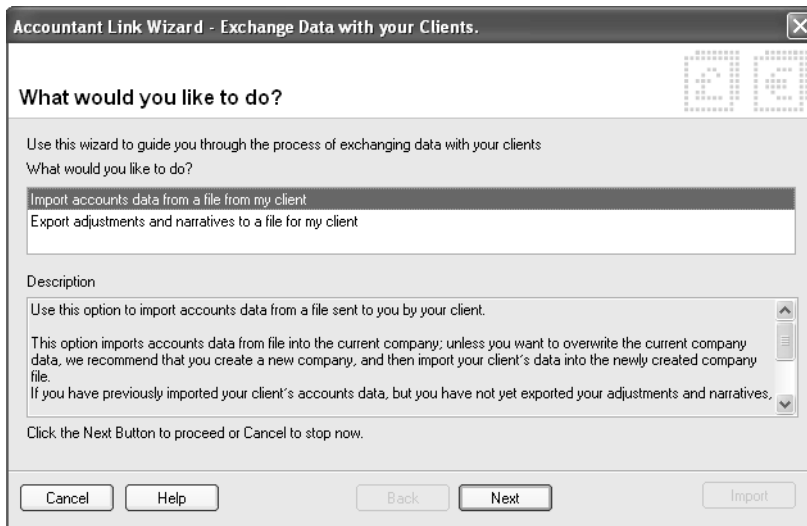 Accountant Link Wizard - Exchange Data with your Clients.
What would you like to do?
Use this wizard to guide you through the process of exchanging data with your clients
What would you like to do?
Import accounts data from a file from my client
Export adjustments and narratives to a file for my client
Description
Use this option to import accounts data from a file sent to you by your client.
This option imports accounts data from file into the current company; unless you want to overwrite the current company
data, we recommend that you create a new company, and then import your client's data into the newly created company
file.
If you have previously imported your client's accounts data, but you have not yet exported your adjustments and narratives,
Click the Next Button to proceed or Cancel to stop now.
Cancel Help Back Next Import